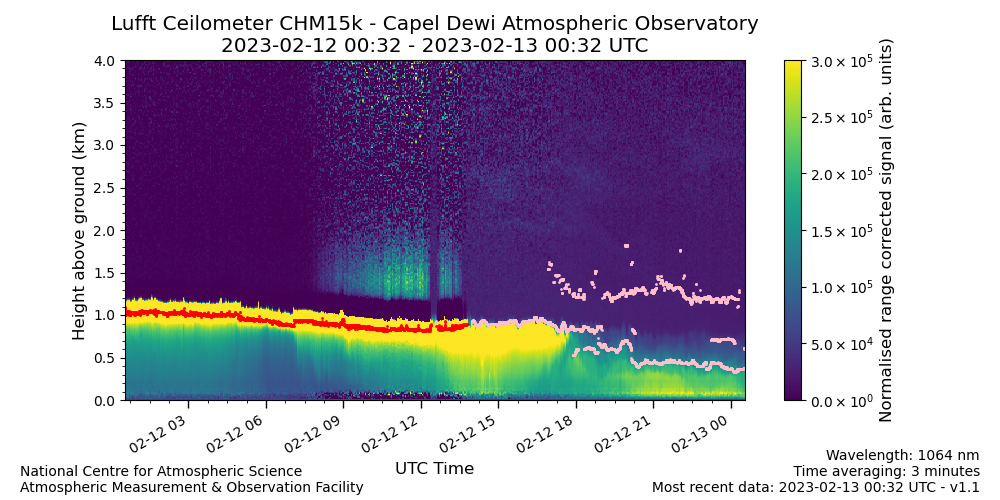 Lufft Ceilometer CHM15k - Capel Dewi Atmospheric Observatory
2023-02-12 00:32 - 2023-02-13 00:32 UTC
Height above ground (km)
4.0
3.5
3.0
2.5
2.0
1.5
1.0
0.5
0.0
02-12 03
02-12 06
02-12 09
02-12 12
02-12 15
02-12 18
02-12 21
02-13 00
UTC Time
3.0 × 10⁵
2.5 × 10⁵
2.0 × 10⁵
1.5 × 10⁵
1.0 × 10⁵
5.0 × 10⁴
0.0 × 10⁰
Normalised range corrected signal (arb. units)
National Centre for Atmospheric Science
Atmospheric Measurement & Observation Facility
Wavelength: 1064 nm
Time averaging: 3 minutes
Most recent data: 2023-02-13 00:32 UTC - v1.1